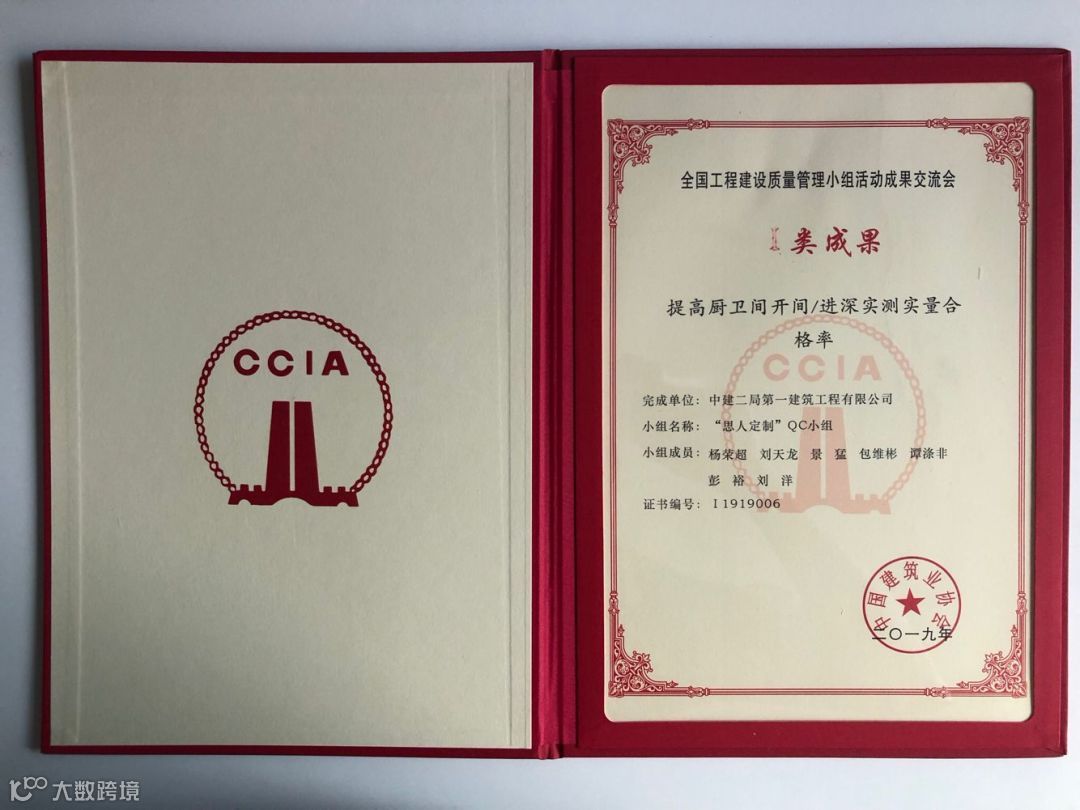 CCIA
全国工程建设质量管理小组活动成果交流会
I类成果
提高厨卫间开间/进深实测实量合
格率
CCIA
完成单位：中建二局第一建筑工程有限公司
小组名称：“思人定制”QC小组
小组成员：杨荣超 刘天龙 景 猛 包维彬 谭涤非
彭 裕 刘 洋
证书编号：I1919006
中国建筑业协会
二〇一九年
大数跨境